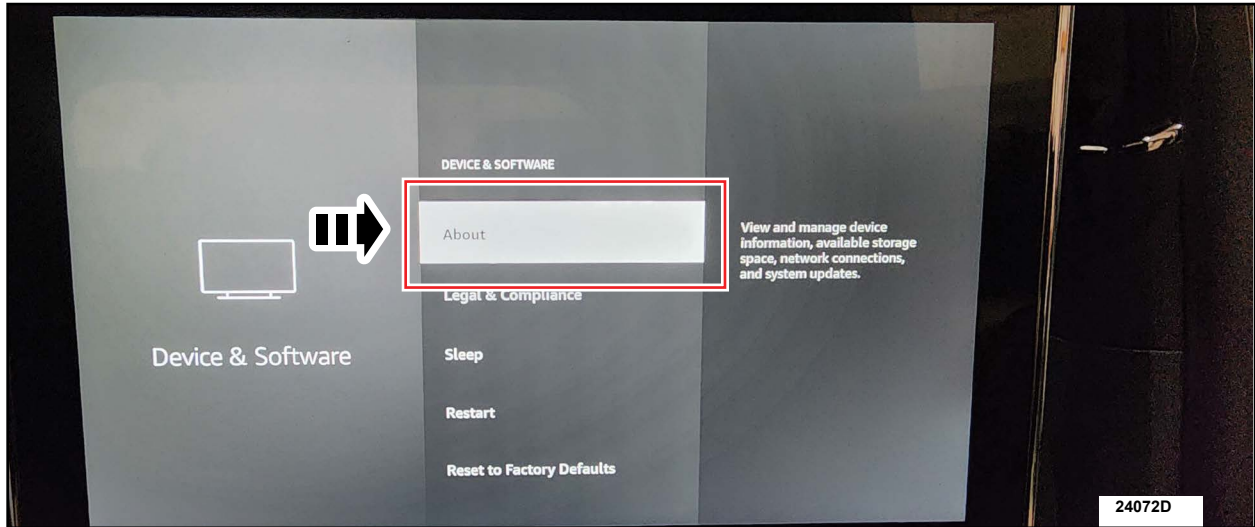 DEVICE & SOFTWARE
About
Legal & Compliance
Sleep
Restart
Reset to Factory Defaults
Device & Software
View and manage device
information, available storage
space, network connections,
and system updates.
24072D